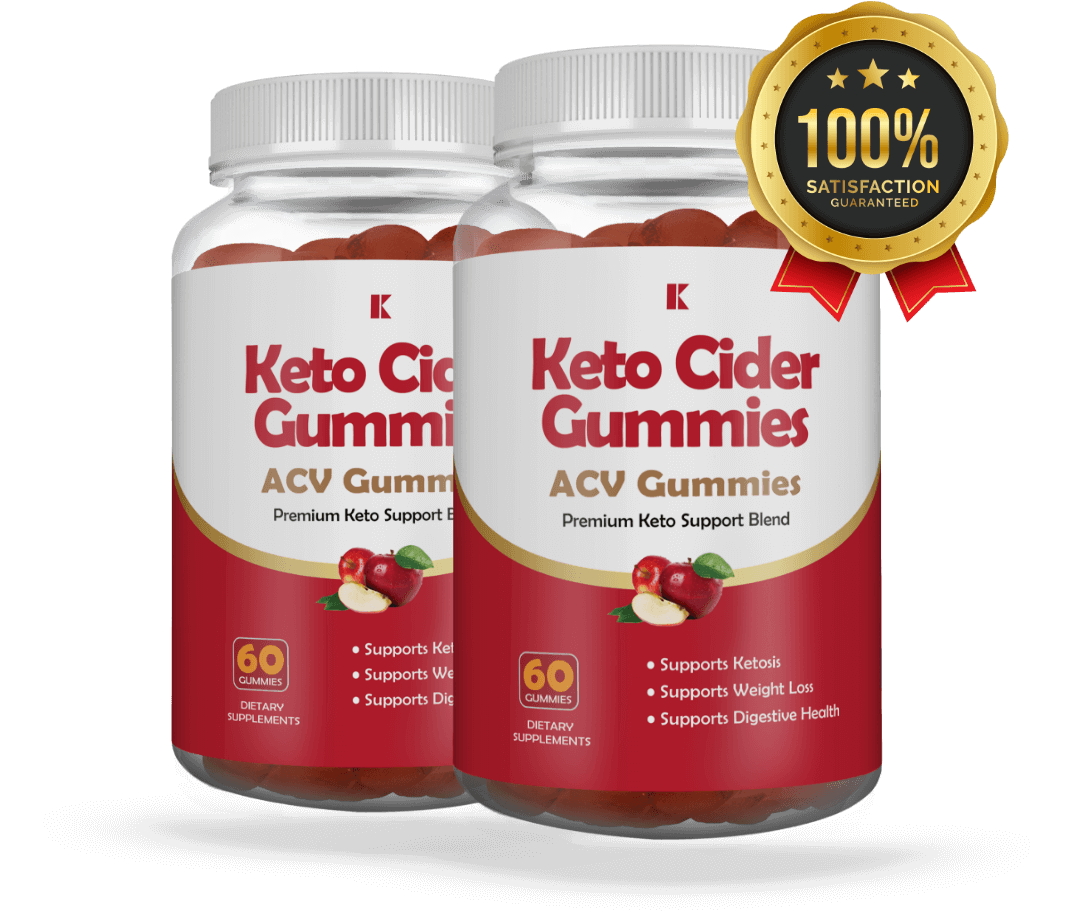 100%
SATISFACTION
GUARANTEED
K
Keto Cid
Gummi
ACV Gumm
Premium Keto Support B
60
GUMMIES
DIETARY
SUPPLEMENTS
• Supports Ket
• Supports We
• Supports Dig
K
Keto Cider
Gummies
ACV Gummies
Premium Keto Support Blend
60
GUMMIES
DIETARY
SUPPLEMENTS
• Supports Ketosis
• Supports Weight Loss
• Supports Digestive Health